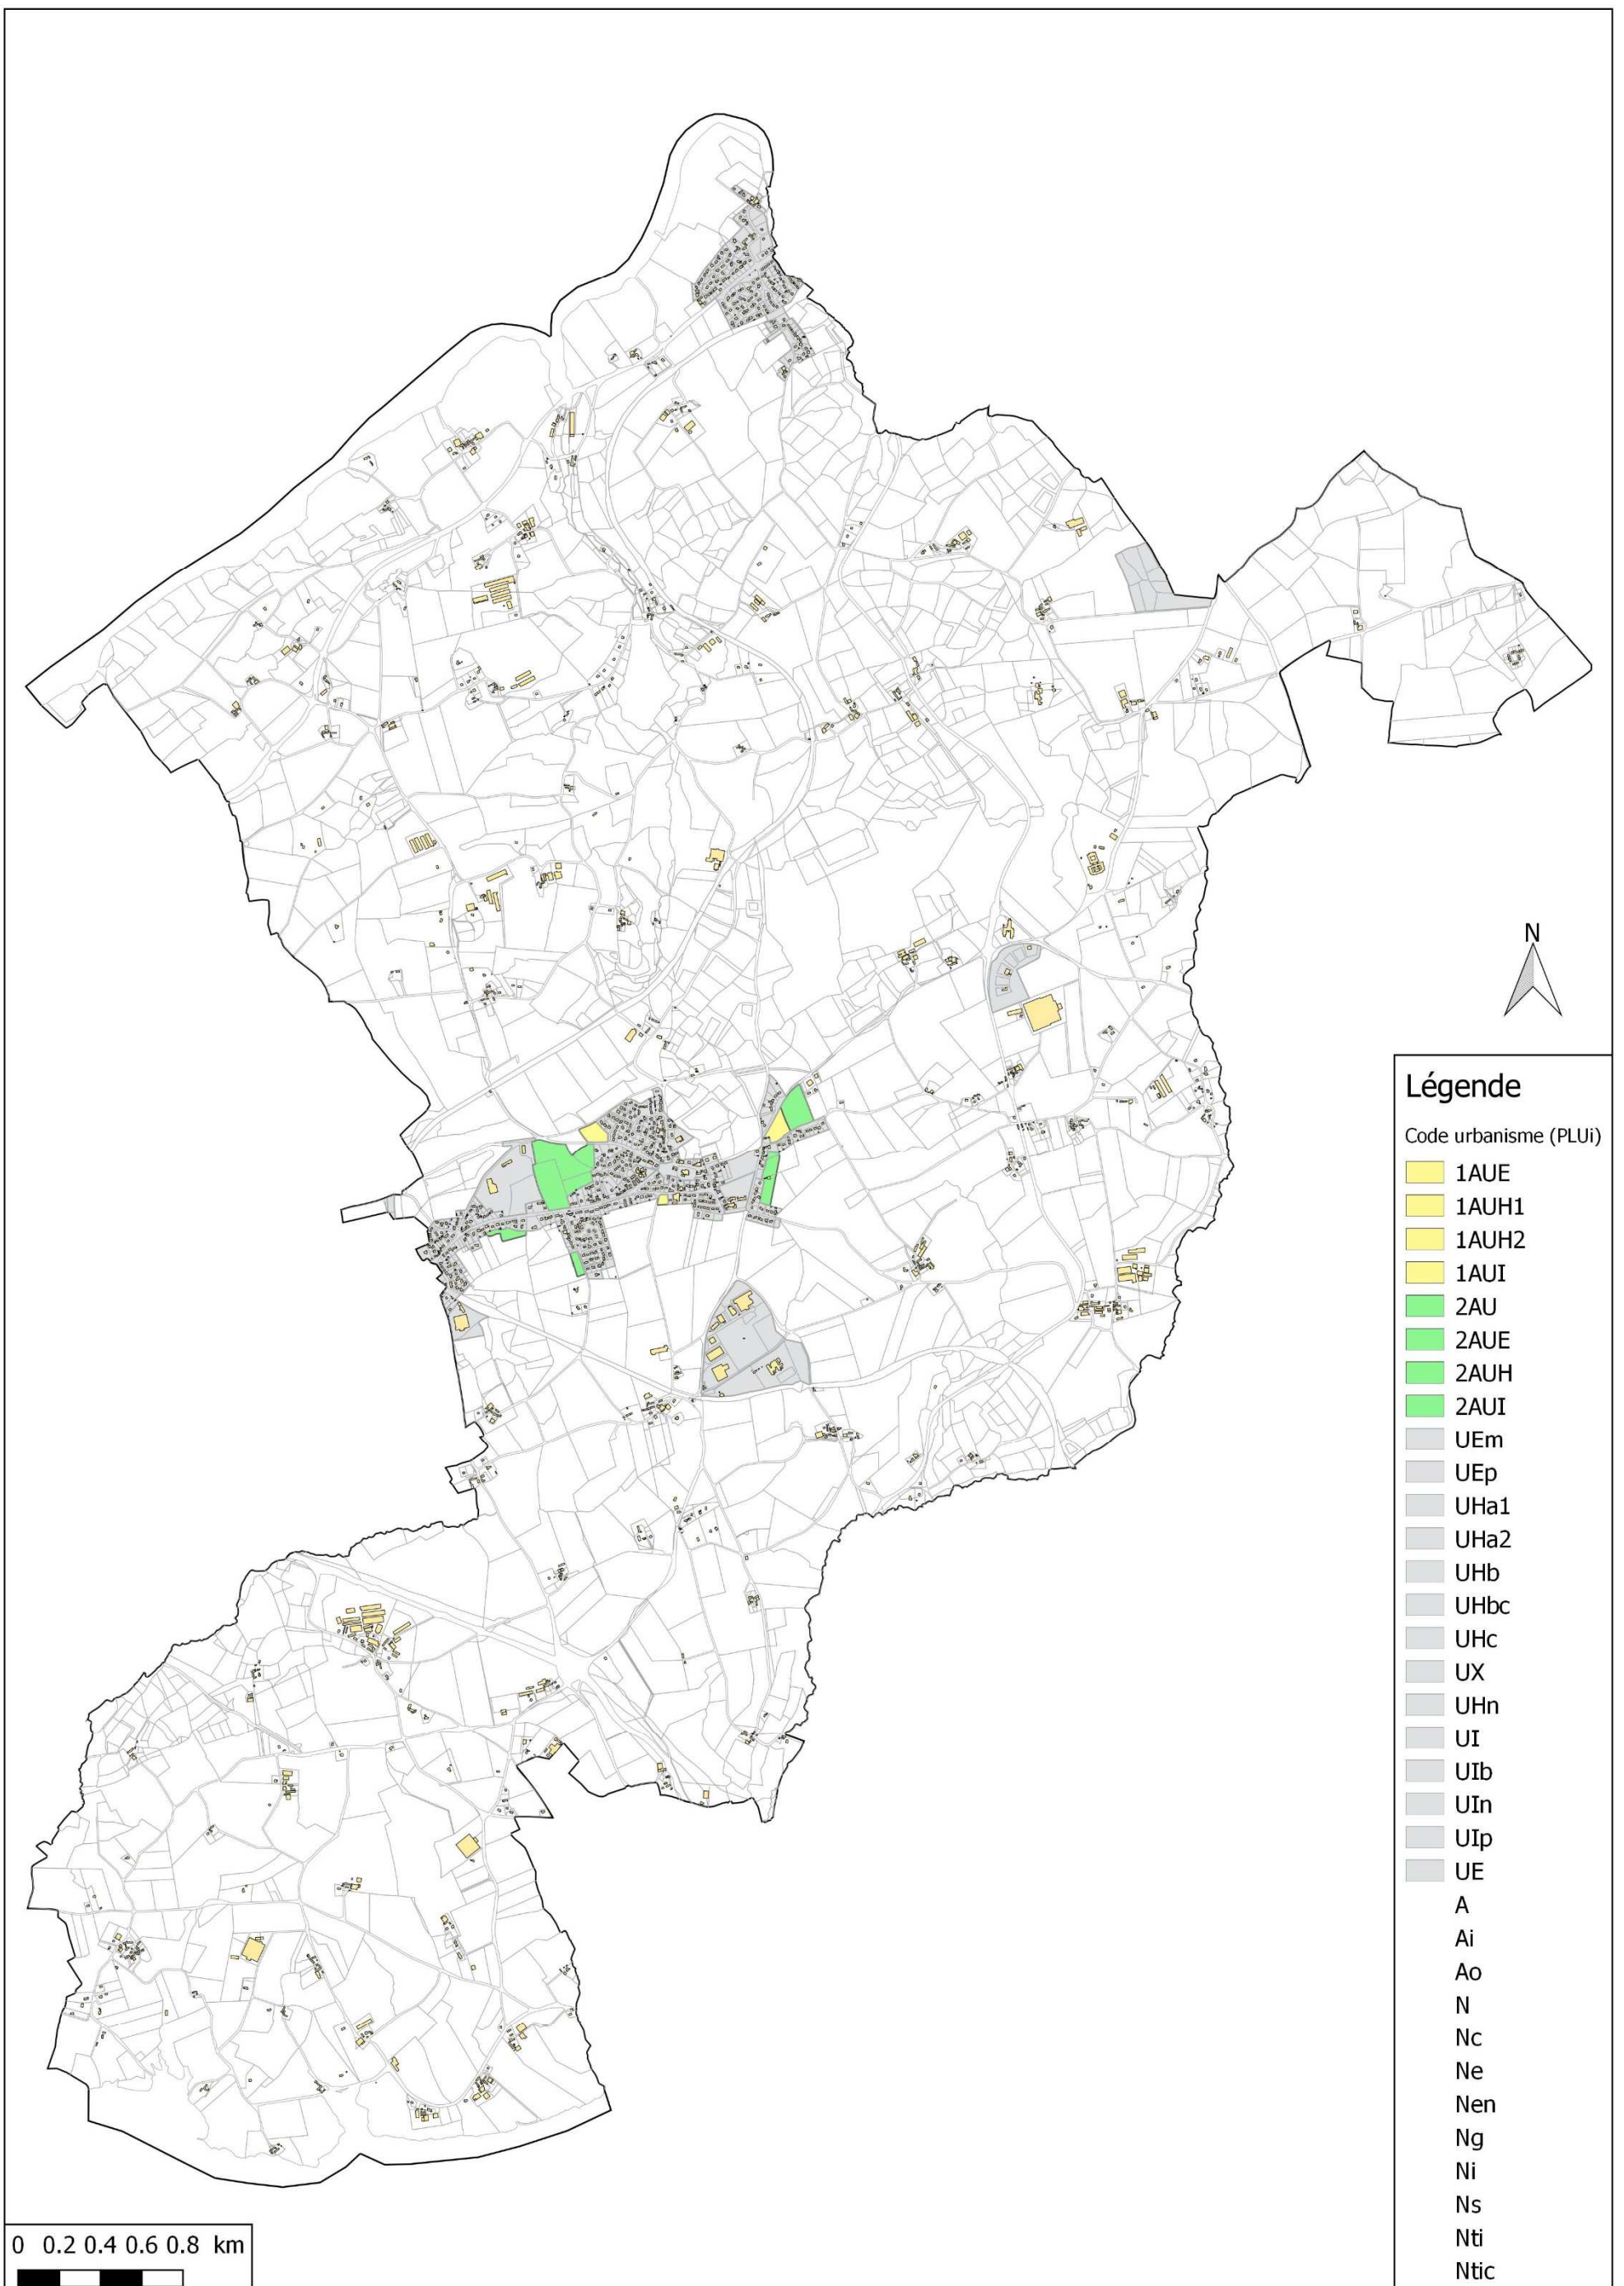 N
Légende
Code urbanisme (PLUi)
1AUE
1AUH1
1AUH2
1AUI
2AU
2AUE
2AUH
2AUI
UEm
UEp
UHa1
UHa2
UHb
UHbc
UHc
UX
UHn
UI
UIb
UIn
UIp
UE
A
Ai
Ao
N
Nc
Ne
Nen
Ng
Ni
Ns
Nti
Ntic
0 0.2 0.4 0.6 0.8 km